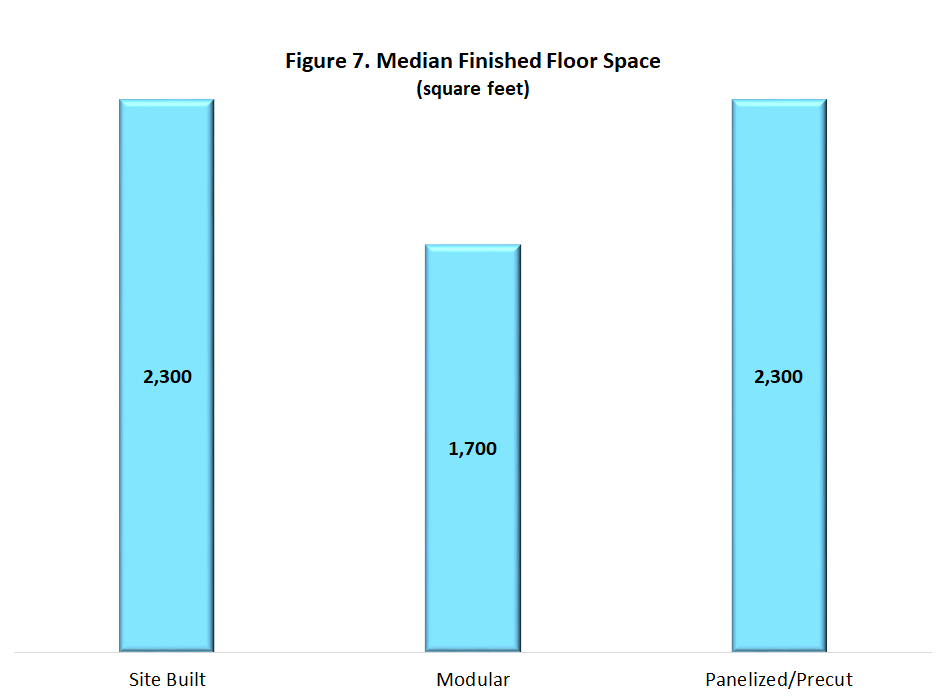 Figure 7. Median Finished Floor Space
(square feet)
2,300
1,700
2,300
Site Built
Modular
Panelized/Precut